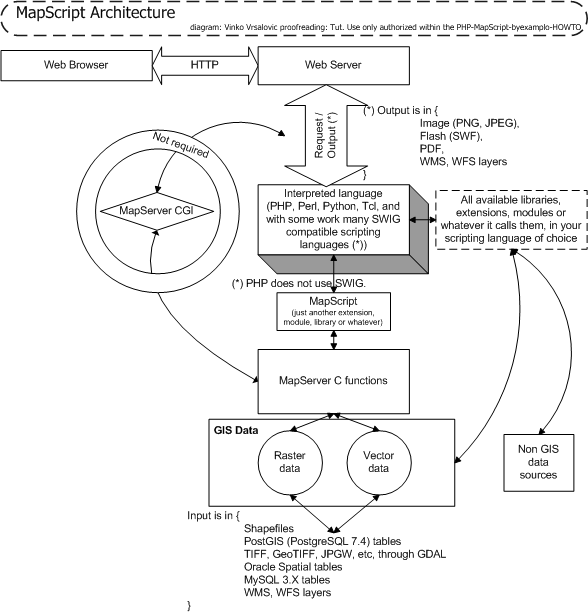 MapScript Architecture
diagram: Vinko Vrsalovic proofreading: Tut. Use only authorized within the PHP-MapScript-byexample-HOWTO
Web Browser
HTTP
Web Server
Request /
Output (*)
(*) Output is in {
Image (PNG, JPEG),
Flash (SWF),
PDF,
WMS, WFS layers
}
Not required
MapServer CGI
Interpreted language
(PHP, Perl, Python, Tcl, and
with some work many SWIG
compatible scripting
languages (*))
All available libraries,
extensions, modules or
whatever it calls them, in your
scripting language of choice
(*) PHP does not use SWIG.
MapScript
(just another extension,
module, library or whatever)
MapServer C functions
GIS Data
Raster
data
Vector
data
Non GIS
data
sources
Input is in {
Shapefiles
PostGIS (PostgreSQL 7.4) tables
TIFF, GeoTIFF, JPGW, etc, through GDAL
Oracle Spatial tables
MySQL 3.X tables
WMS, WFS layers
}